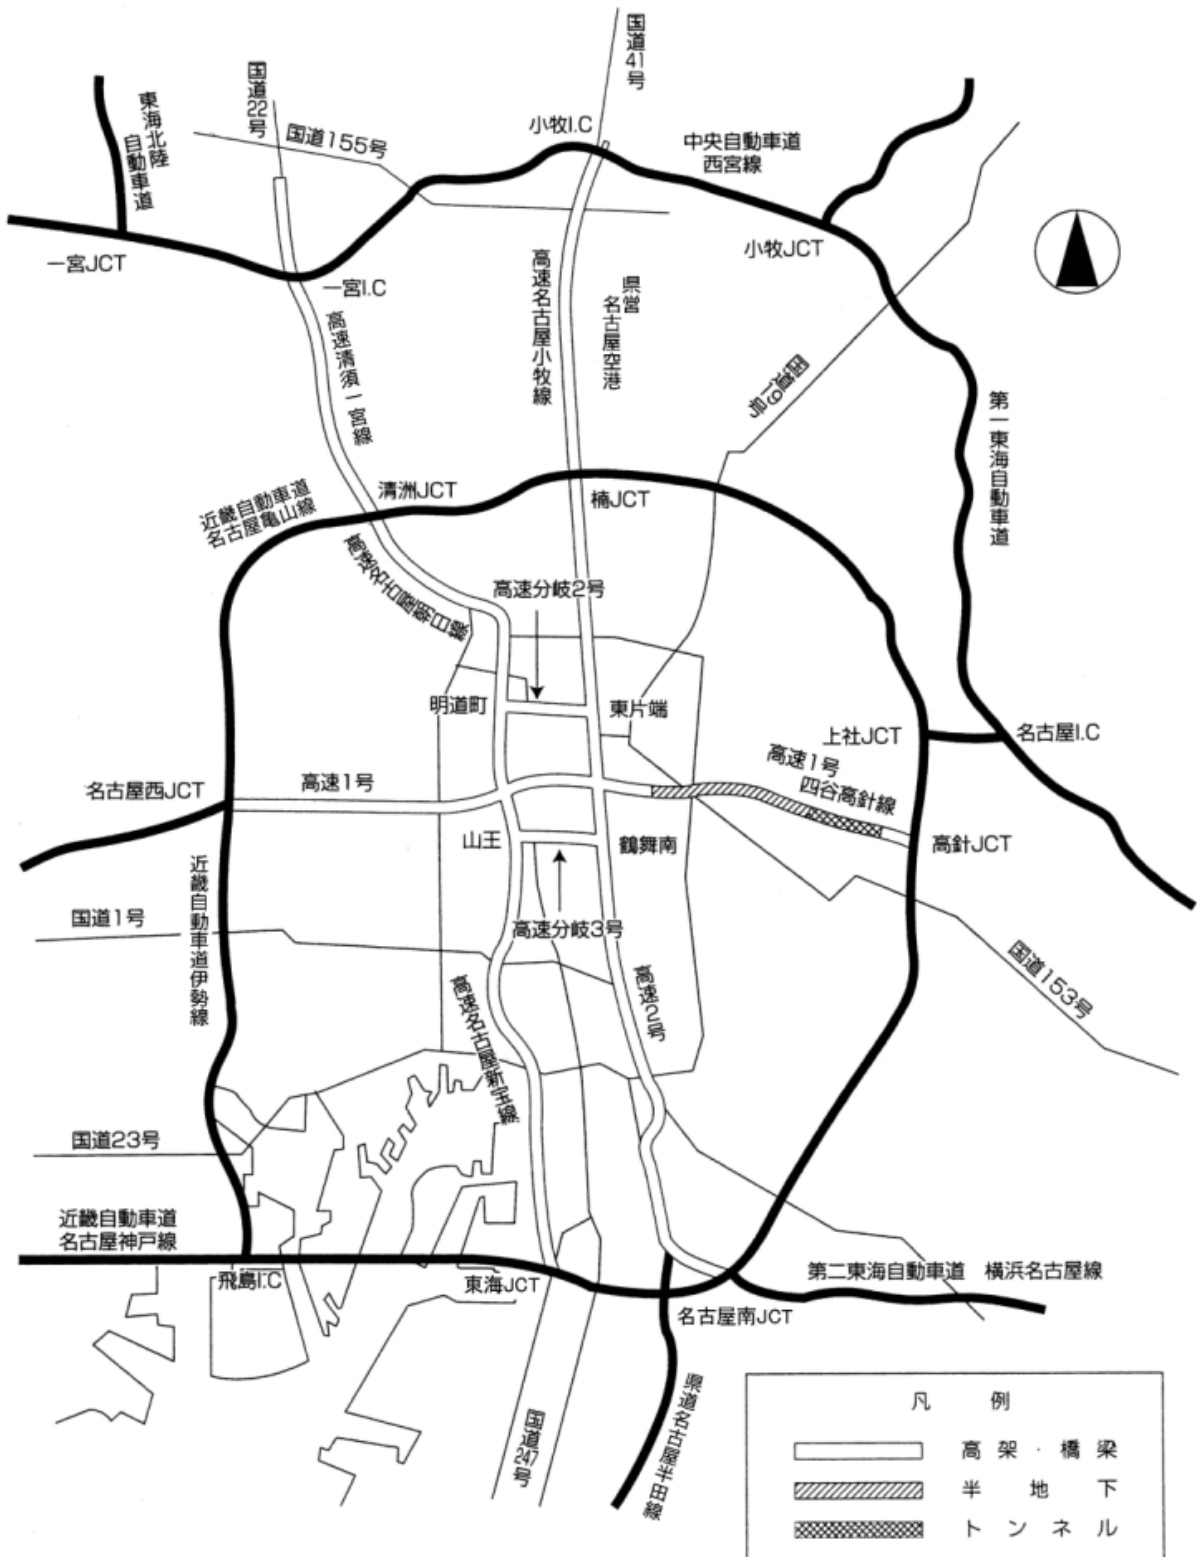 国道41号
国道22号
東海北陸
自動車道
国道155号
小牧I.C
中央自動車道
西宮線
一宮JCT
一宮I.C
小牧JCT
高速名古屋小牧線
県営
名古屋空港
高速清須一宮線
国道19号
第一東海自動車道
近畿自動車道
名古屋亀山線
清洲JCT
楠JCT
高速名古屋朝日線
高速分岐2号
明道町
東片端
上社JCT
名古屋I.C
名古屋西JCT
高速1号
高速1号
四谷高針線
山王
鶴舞南
高針JCT
近畿自動車道伊勢線
国道1号
高速分岐3号
国道153号
高速名古屋新宝線
高速2号
国道23号
近畿自動車道
名古屋神戸線
飛島I.C
東海JCT
第二東海自動車道 横浜名古屋線
名古屋南JCT
国道247号
県道名古屋半田線
凡 例
高架・橋梁
半地下
トンネル